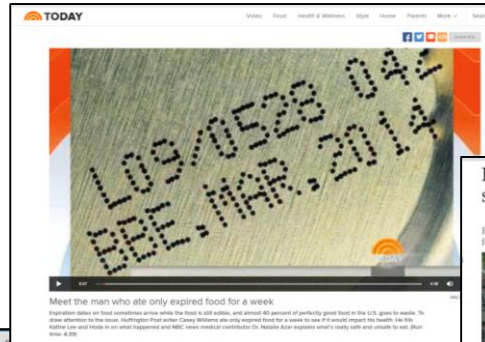 TODAY
Video Food Health & Wellness Style Home Parents More
L09/0528 044
BBE.MAR.2014
TODAY
Meet the man who ate only expired food for a week
Expiration dates on food sometimes arrive while the food is still edible, and almost 40 percent of perfectly good food in the U.S. goes to waste. To
draw attention to the issue, Huffington Post writer Casey Williams ate only expired food for a week to see if it would impact his health. He fills
Kathie Lee and Hoda in on what happened and NBC news medical contributor Dr. Natalie Azar explains what's really safe and unsafe to eat. (Run
time: 4:39)